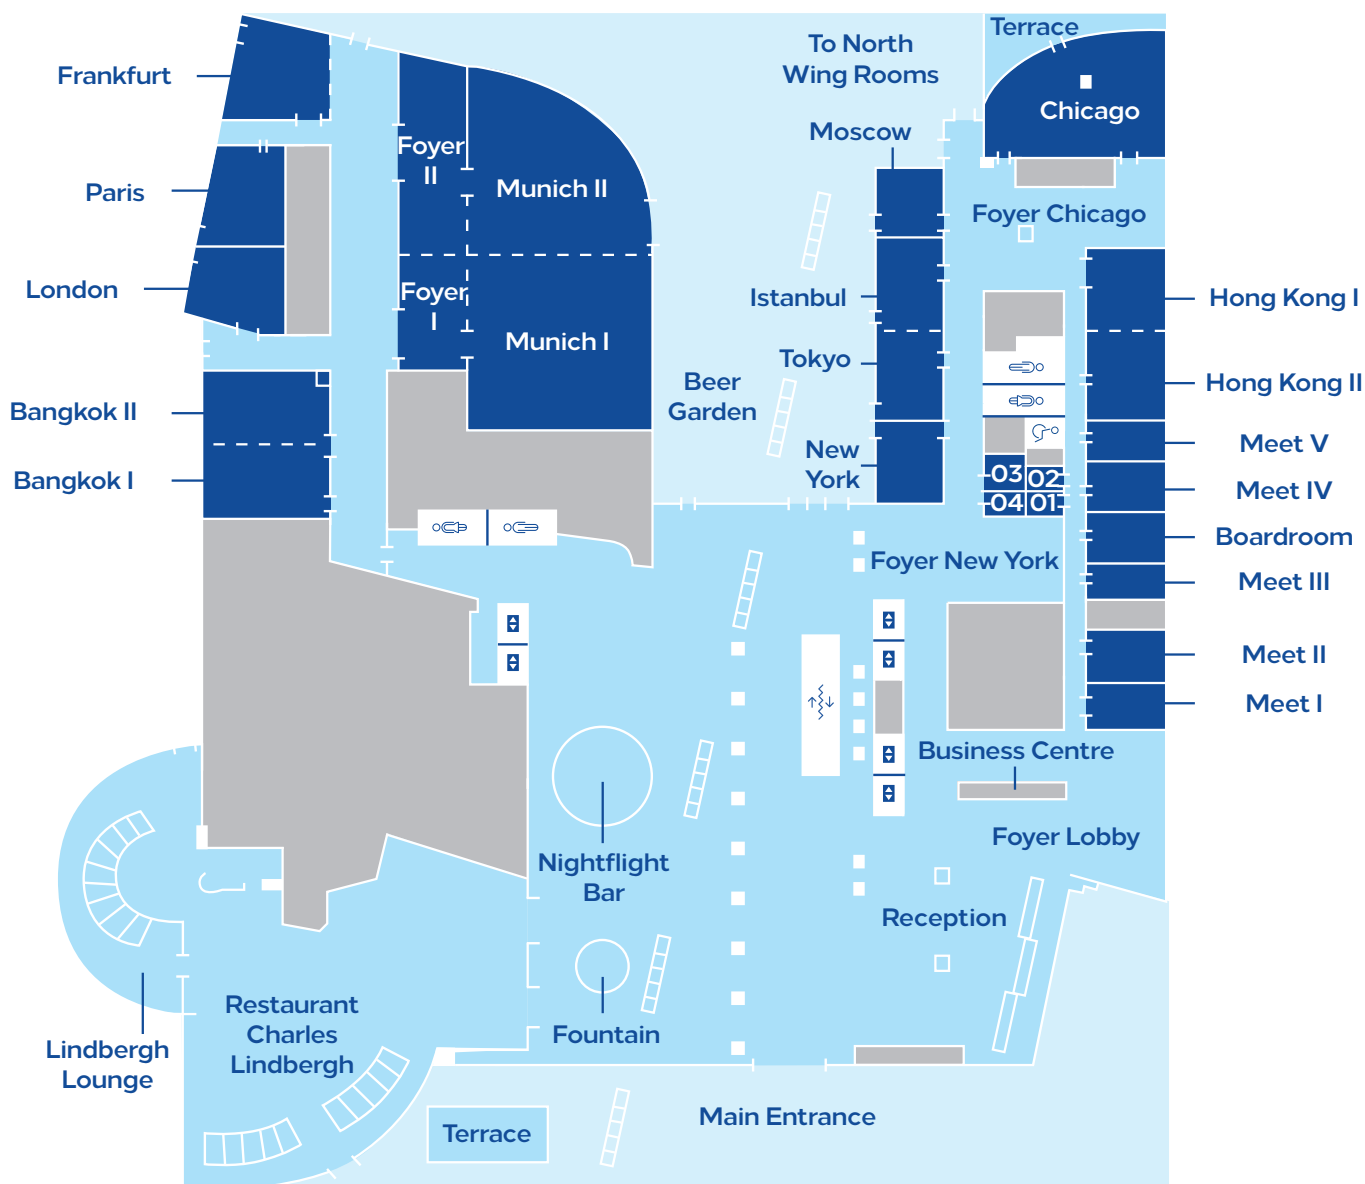 Terrace
To North
Wing Rooms
Frankfurt
Chicago
Moscow
Foyer
II
Munich II
Paris
Foyer Chicago
London
Foyer
I
Istanbul
Hong Kong I
Munich I
Tokyo
Beer
Garden
Hong Kong II
Bangkok II
New
York
Meet V
Bangkok I
03
02
04
01
Meet IV
Boardroom
Foyer New York
Meet III
Meet II
Meet I
Business Centre
Foyer Lobby
Nightflight
Bar
Reception
Restaurant
Charles
Lindbergh
Fountain
Lindbergh
Lounge
Main Entrance
Terrace